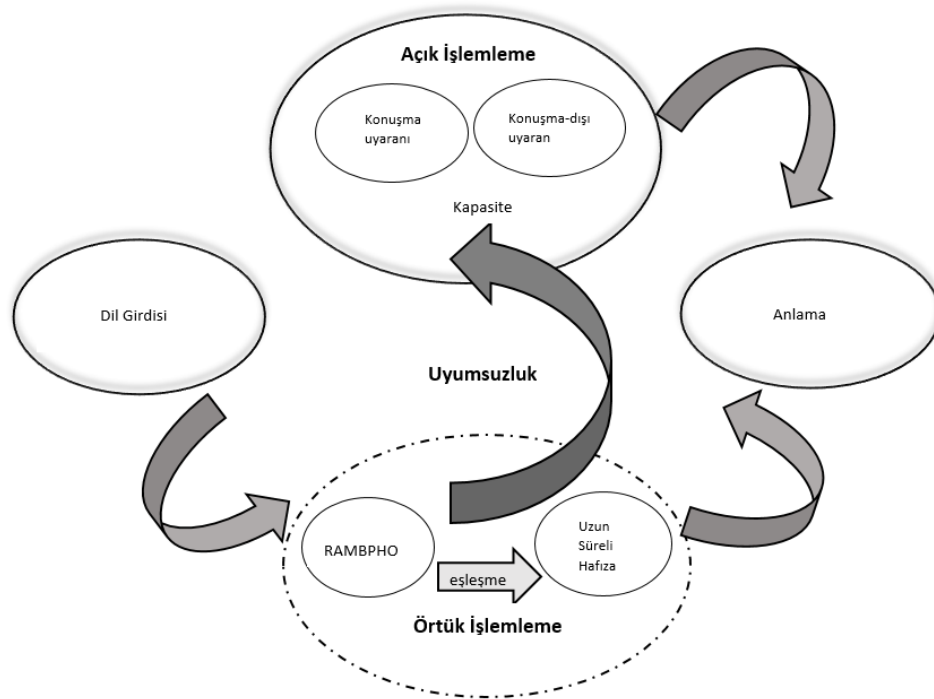 Açık İşlemleme
Konuşma
uyaranı
Konuşma-dışı
uyaran
Kapasite
Dil Girdisi
Anlama
Uyumsuzluk
RAMBPHO
eşleşme
Uzun
Süreli
Hafıza
Örtük İşlemleme